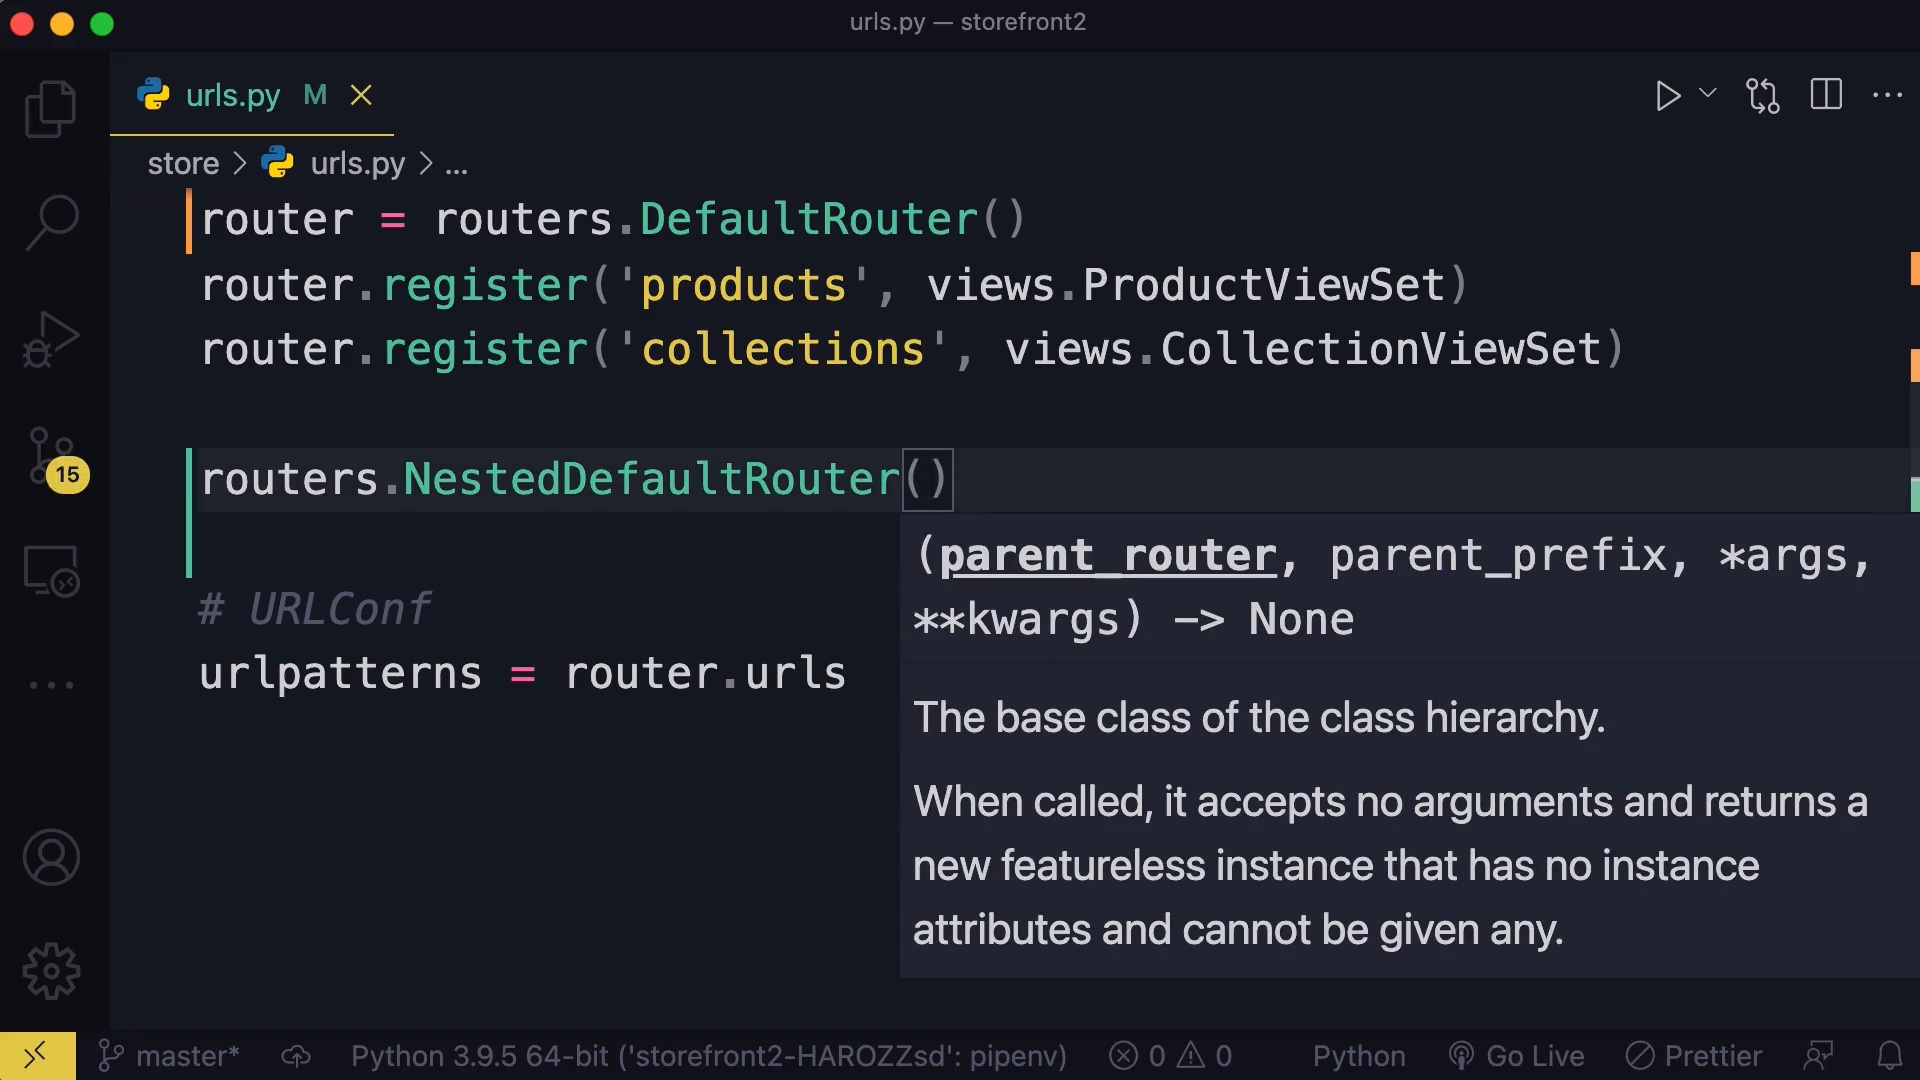 urls.py — storefront2
urls.py M
store > urls.py > ...
router = routers.DefaultRouter()
router.register('products', views.ProductViewSet)
router.register('collections', views.CollectionViewSet)
routers.NestedDefaultRouter()
(parent_router, parent_prefix, *args,
**kwargs) -> None
# URLConf
urlpatterns = router.urls
The base class of the class hierarchy.
When called, it accepts no arguments and returns a
new featureless instance that has no instance
attributes and cannot be given any.
15
master* Python 3.9.5 64-bit ('storefront2-HAROZZsd': pipenv) 0 0 Python Go Live Prettier